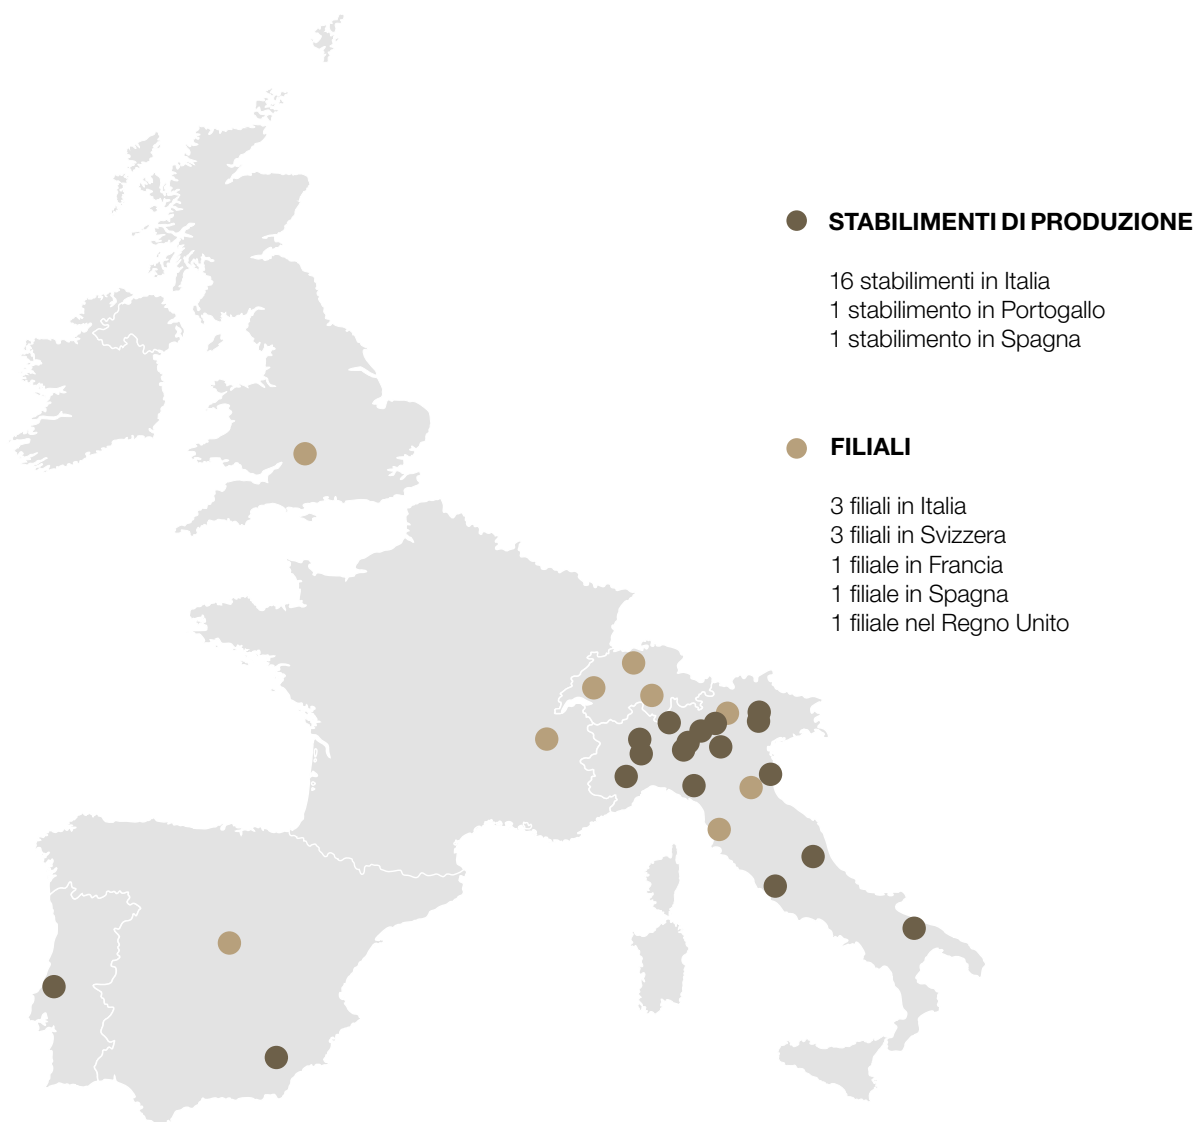 STABILIMENTI DI PRODUZIONE
16 stabilimenti in Italia
1 stabilimento in Portogallo
1 stabilimento in Spagna
FILIALI
3 filiali in Italia
3 filiali in Svizzera
1 filiale in Francia
1 filiale in Spagna
1 filiale nel Regno Unito